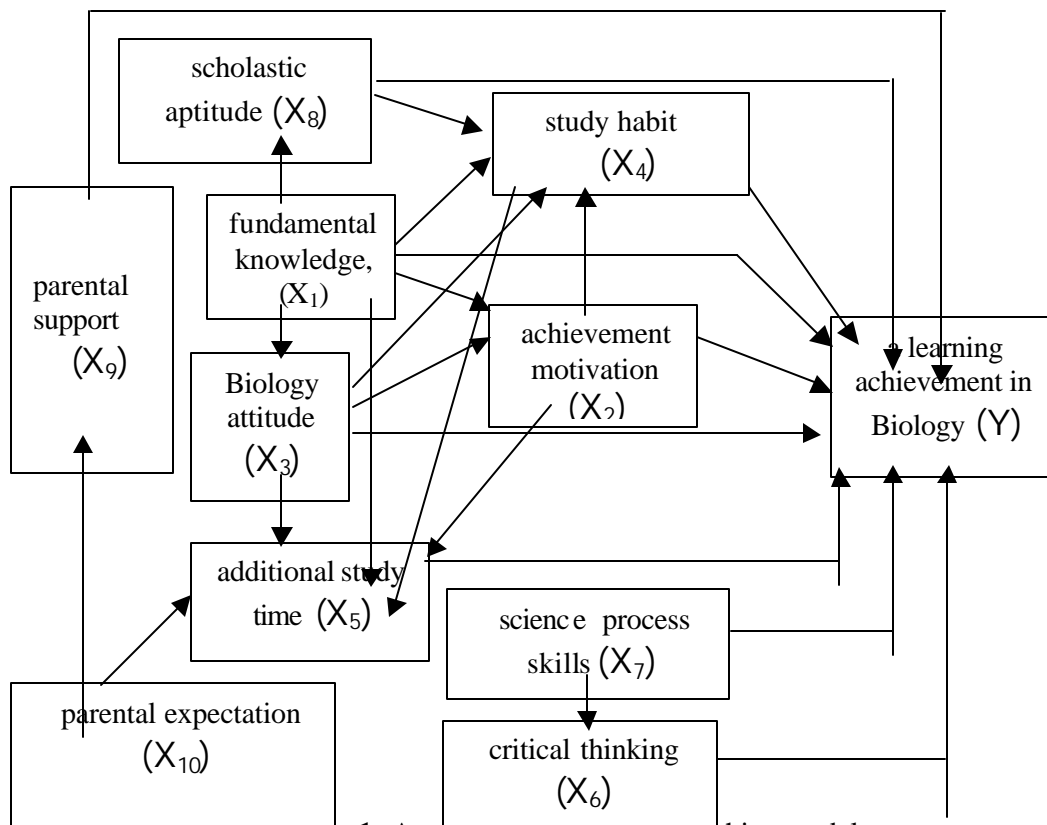 scholastic
aptitude (X8)
study habit
(X4)
fundamental
knowledge,
(X1)
parental
support
(X9)
achievement
motivation
(X2)
a learning
achievement in
Biology (Y)
Biology
attitude
(X3)
additional study
time (X5)
science process
skills (X7)
parental expectation
(X10)
critical thinking
(X6)